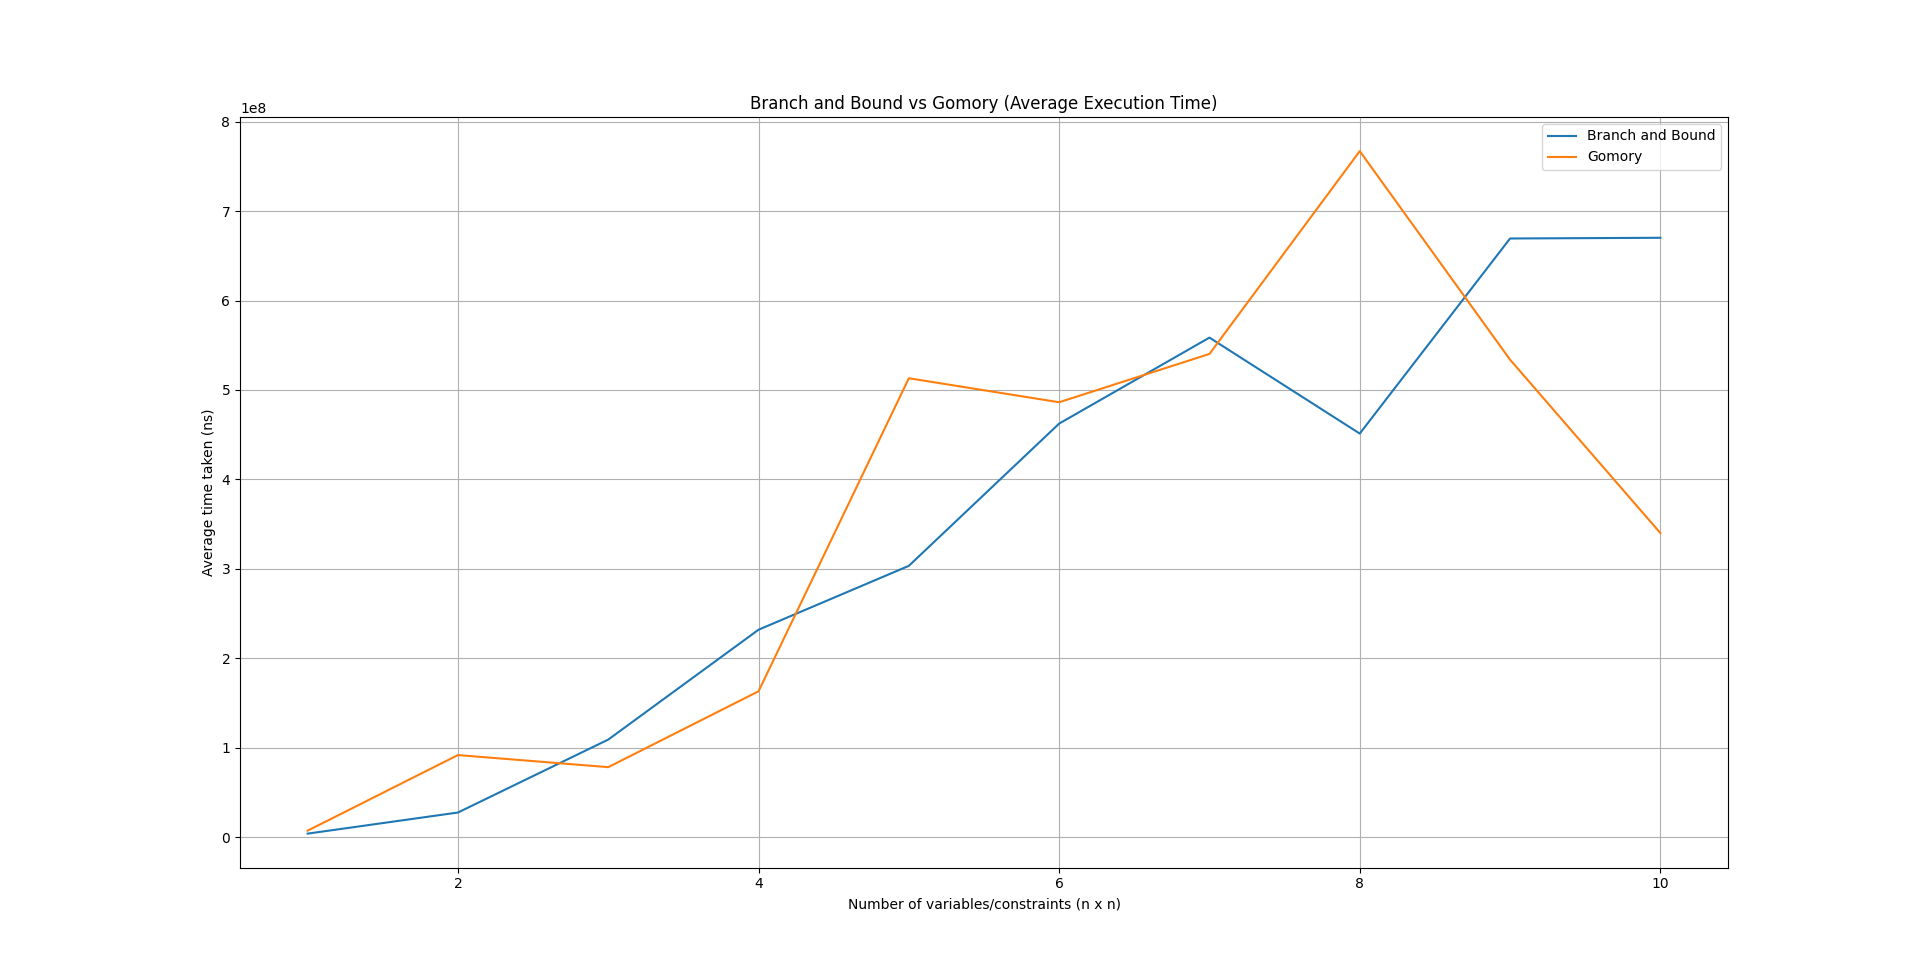 Branch and Bound vs Gomory (Average Execution Time)
1e8
8
7
6
5
4
3
2
1
0
Average time taken (ns)
Branch and Bound
Gomory
2 4 6 8 10
Number of variables/constraints (n x n)